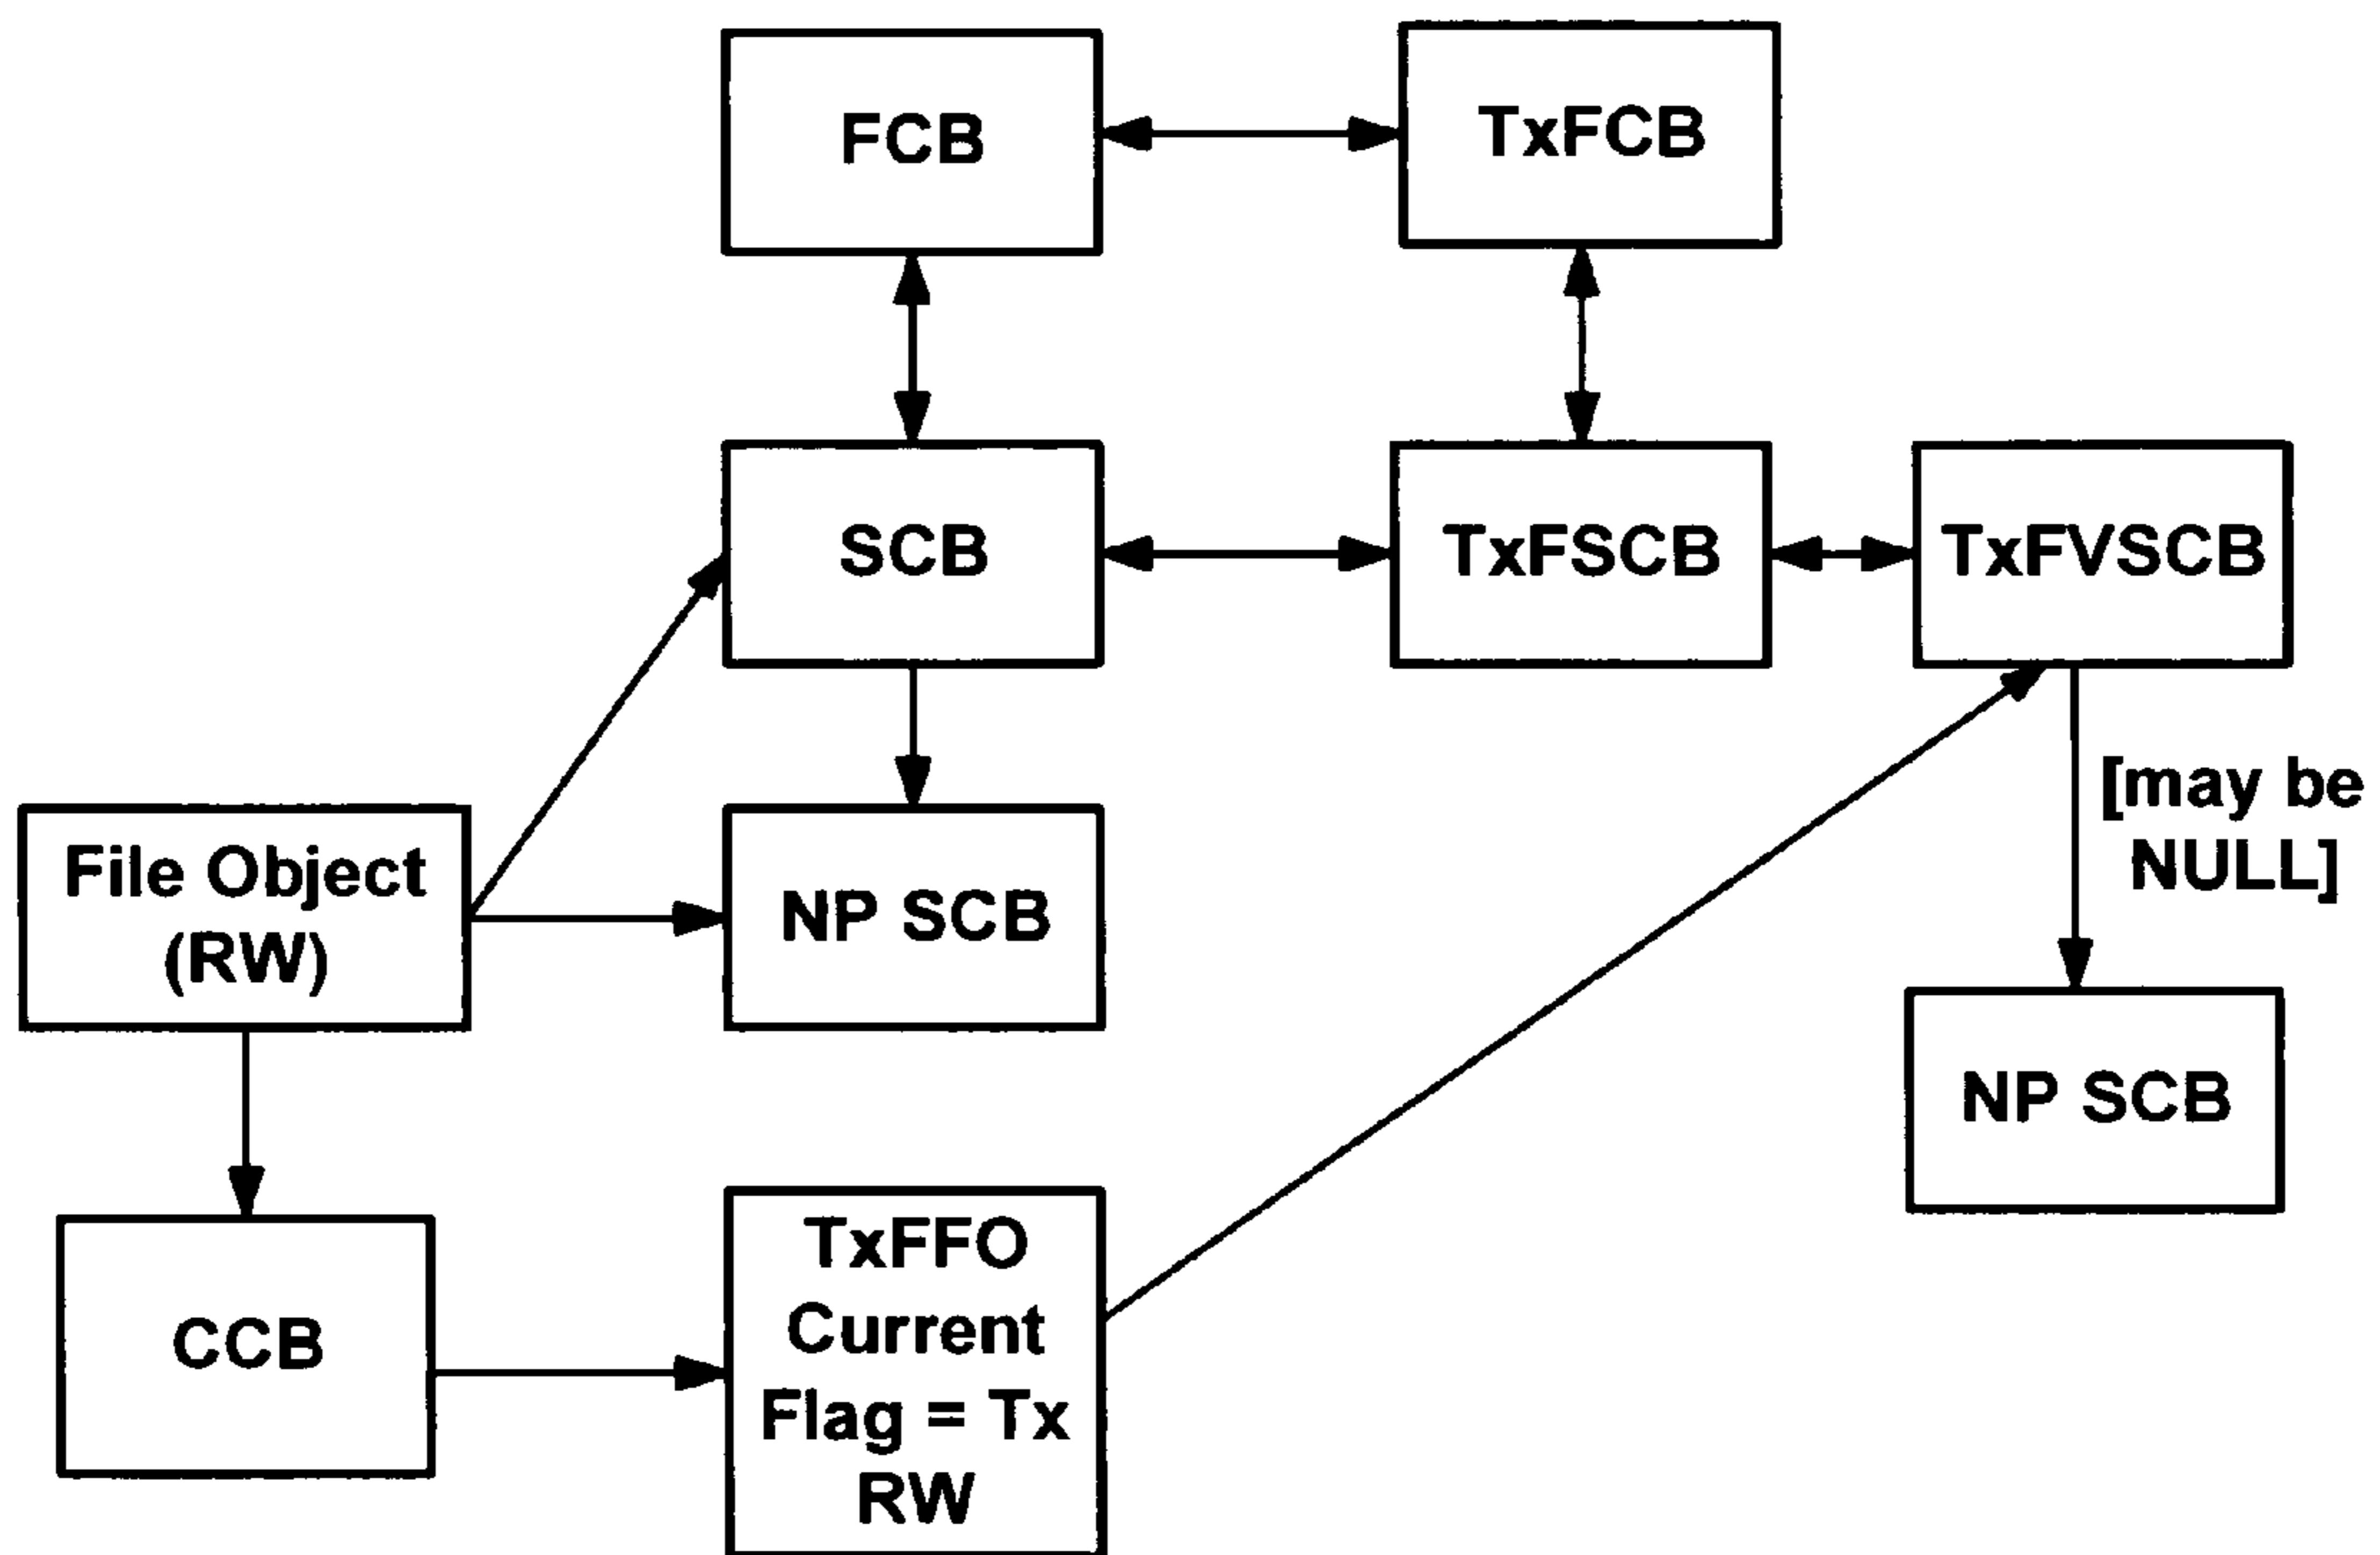 FCB
TxFCB
SCB
TxFSCB
TxFVSCB
[may be
NULL]
File Object
(RW)
NP SCB
NP SCB
CCB
TxFFO
Current
Flag = Tx
RW